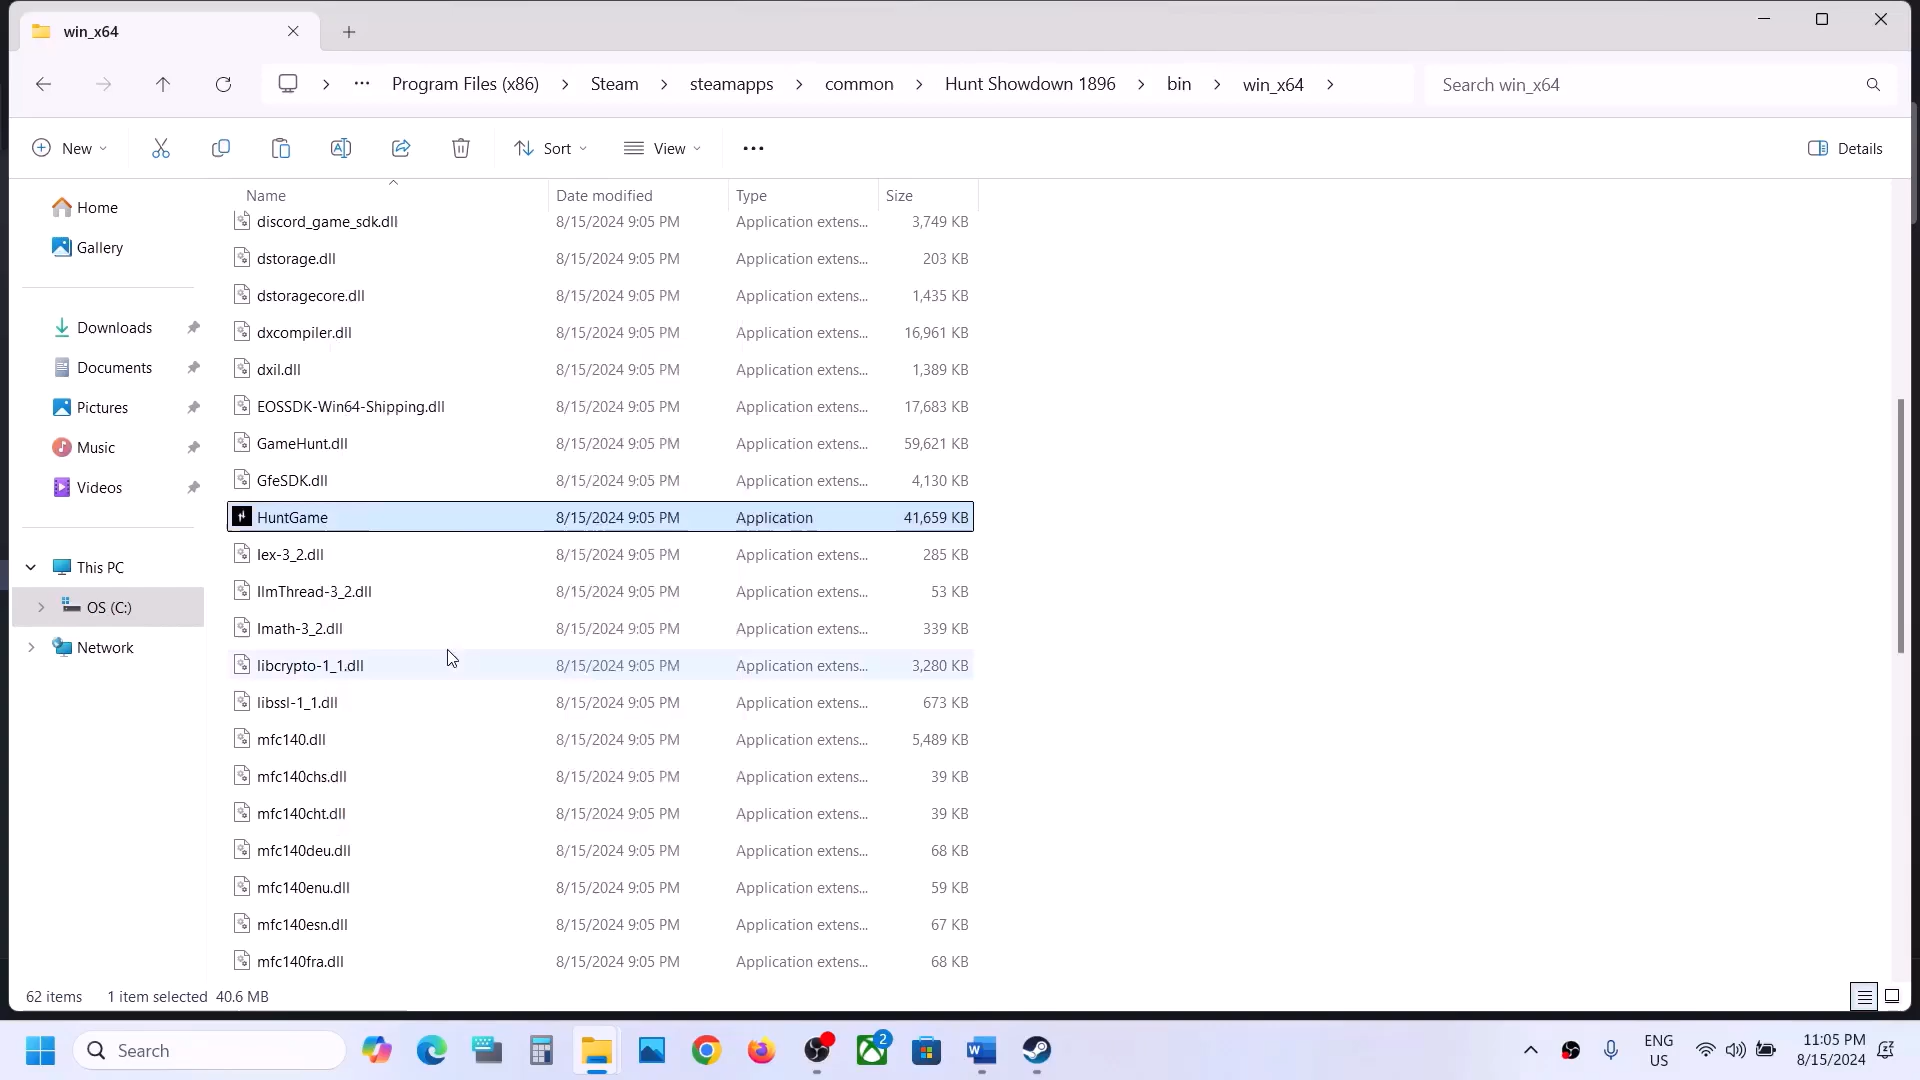 win_x64
Program Files (x86) Steam steamapps common Hunt Showdown 1896 bin win_x64
Search win_x64
New
Sort
View
Details
Name Date modified Type Size
discord_game_sdk.dll 8/15/2024 9:05 PM Application extens... 3,749 KB
dstorage.dll 8/15/2024 9:05 PM Application extens... 203 KB
dstoragecore.dll 8/15/2024 9:05 PM Application extens... 1,435 KB
dxcompiler.dll 8/15/2024 9:05 PM Application extens... 16,961 KB
dxil.dll 8/15/2024 9:05 PM Application extens... 1,389 KB
EOSSDK-Win64-Shipping.dll 8/15/2024 9:05 PM Application extens... 17,683 KB
GameHunt.dll 8/15/2024 9:05 PM Application extens... 59,621 KB
GfeSDK.dll 8/15/2024 9:05 PM Application extens... 4,130 KB
HuntGame 8/15/2024 9:05 PM Application 41,659 KB
Iex-3_2.dll 8/15/2024 9:05 PM Application extens... 285 KB
IlmThread-3_2.dll 8/15/2024 9:05 PM Application extens... 53 KB
Imath-3_2.dll 8/15/2024 9:05 PM Application extens... 339 KB
libcrypto-1_1.dll 8/15/2024 9:05 PM Application extens... 3,280 KB
libssl-1_1.dll 8/15/2024 9:05 PM Application extens... 673 KB
mfc140.dll 8/15/2024 9:05 PM Application extens... 5,489 KB
mfc140chs.dll 8/15/2024 9:05 PM Application extens... 39 KB
mfc140cht.dll 8/15/2024 9:05 PM Application extens... 39 KB
mfc140deu.dll 8/15/2024 9:05 PM Application extens... 68 KB
mfc140enu.dll 8/15/2024 9:05 PM Application extens... 59 KB
mfc140esn.dll 8/15/2024 9:05 PM Application extens... 67 KB
mfc140fra.dll 8/15/2024 9:05 PM Application extens... 68 KB
Home
Gallery
Downloads
Documents
Pictures
Music
Videos
This PC
OS (C:)
Network
62 items 1 item selected 40.6 MB
Search
2
ENG
US
11:05 PM
8/15/2024